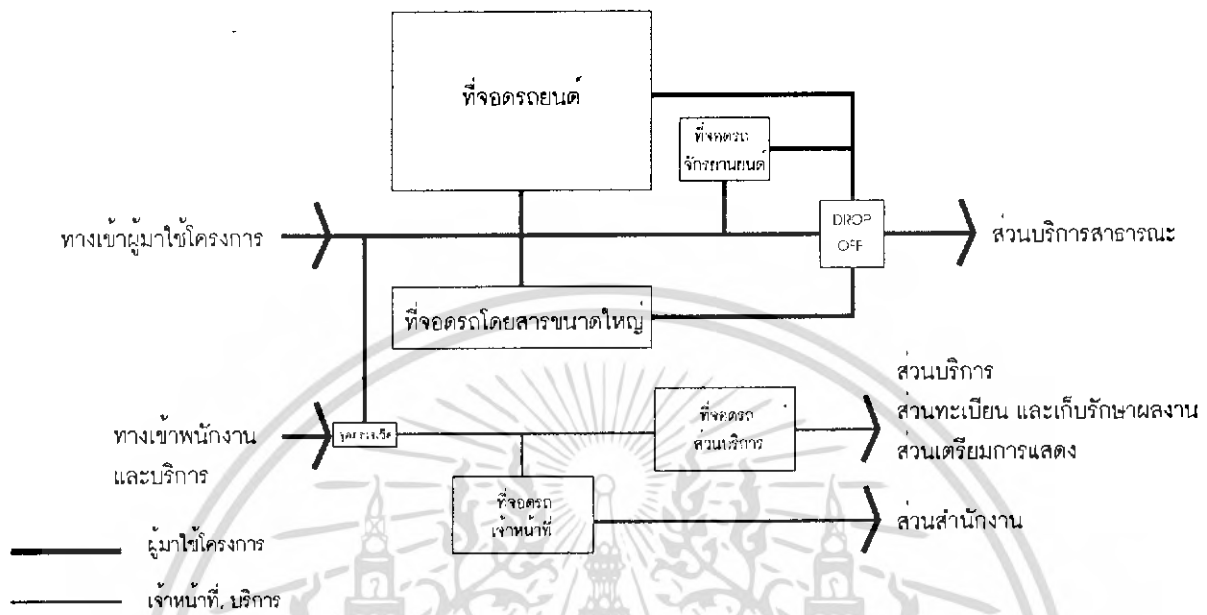 ที่จอดรถยนต์
ที่จอดรถ
จักรยานยนต์
ทางเข้าผู้มาใช้โครงการ
DROP
OFF
ส่วนบริการสาธารณะ
ที่จอดรถโดยสารขนาดใหญ่
ทางเข้าพนักงาน
และบริการ
ที่จอดรถ
ส่วนบริการ
ส่วนบริการ
ส่วนทะเบียน และเก็บรักษาผลงาน
ส่วนเตรียมการแสดง
ที่จอดรถ
เจ้าหน้าที่
ส่วนสำนักงาน
ผู้มาใช้โครงการ
เจ้าหน้าที่, บริการ